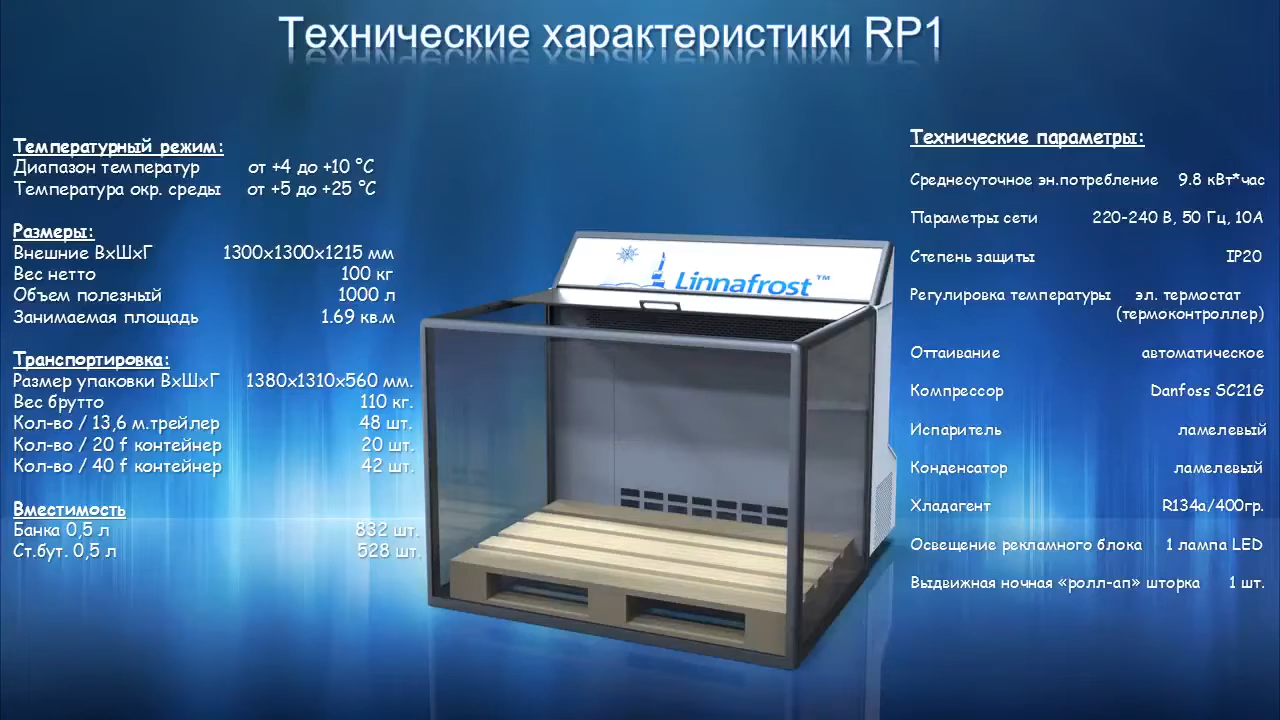 Технические характеристики RP1
Температурный режим:
Диапазон температур от +4 до +10 °С
Температура окр. среды от +5 до +25 °С
Размеры:
Внешние ВхШхГ 1300х1300х1215 мм
Вес нетто 100 кг
Объем полезный 1000 л
Занимаемая площадь 1.69 кв.м
Транспортировка:
Размер упаковки ВхШхГ 1380х1310х560 мм.
Вес брутто 110 кг.
Кол-во / 13,6 м.трейлер 48 шт.
Кол-во / 20 f контейнер 20 шт.
Кол-во / 40 f контейнер 42 шт.
Вместимость
Банка 0,5 л 832 шт.
Ст.бут. 0,5 л 528 шт.
Linnafrost™
Технические параметры:
Среднесуточное эн.потребление 9.8 кВт*час
Параметры сети 220-240 В, 50 Гц, 10А
Степень защиты IP20
Регулировка температуры эл. термостат
(термоконтроллер)
Оттаивание автоматическое
Компрессор Danfoss SC21G
Испаритель ламелевый
Конденсатор ламелевый
Хладагент R134a/400гр.
Освещение рекламного блока 1 лампа LED
Выдвижная ночная «ролл-ап» шторка 1 шт.